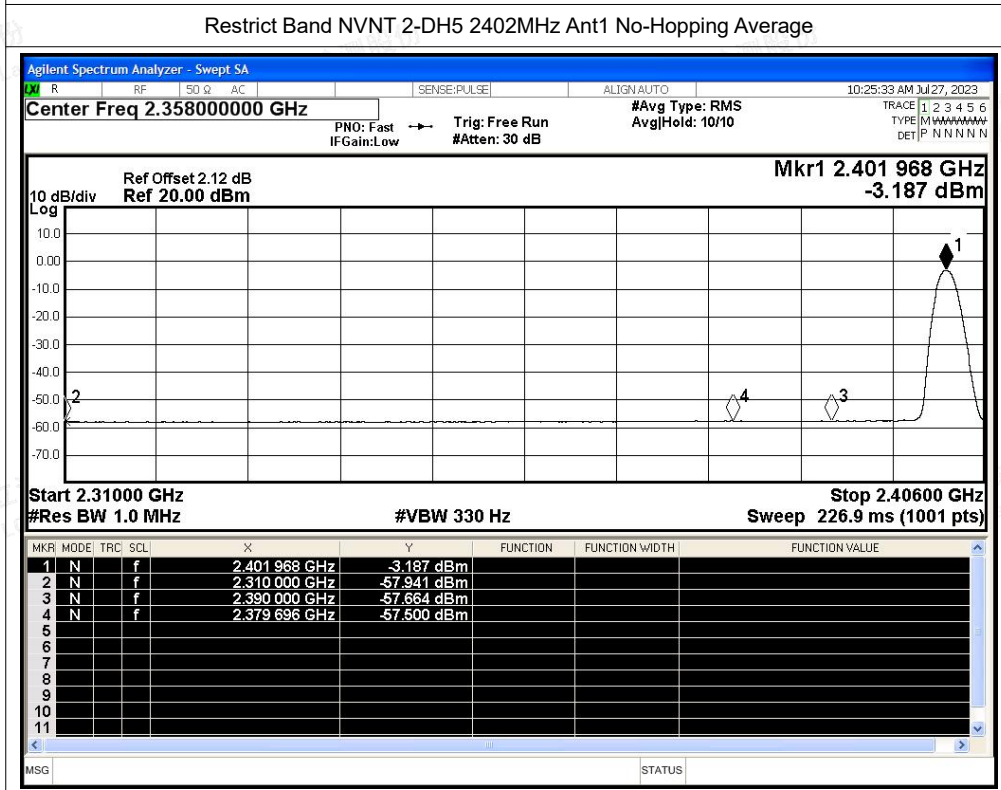 Restrict Band NVNT 2-DH5 2402MHz Ant1 No-Hopping Average
Agilent Spectrum Analyzer - Swept SA
LXI R RF 50 Ω AC SENSE:PULSE ALIGN AUTO 10:25:33 AM Jul 27, 2023
Center Freq 2.358000000 GHz #Avg Type: RMS TRACE 1 2 3 4 5 6
PNO: Fast Trig: Free Run Avg|Hold: 10/10 TYPE M WWWWW
IFGain:Low #Atten: 30 dB DET P N N N N N
Mkr1 2.401 968 GHz
-3.187 dBm
Ref Offset 2.12 dB
10 dB/div Ref 20.00 dBm
Log
10.0
1
0.00
-10.0
-20.0
-30.0
-40.0
-50.0 2 4 3
-60.0
-70.0
Start 2.31000 GHz Stop 2.40600 GHz
#Res BW 1.0 MHz #VBW 330 Hz Sweep 226.9 ms (1001 pts)
MKR MODE TRC SCL X Y FUNCTION FUNCTION WIDTH FUNCTION VALUE
1 N f 2.401 968 GHz -3.187 dBm
2 N f 2.310 000 GHz -57.941 dBm
3 N f 2.390 000 GHz -57.664 dBm
4 N f 2.379 696 GHz -57.500 dBm
5
6
7
8
9
10
11
MSG STATUS